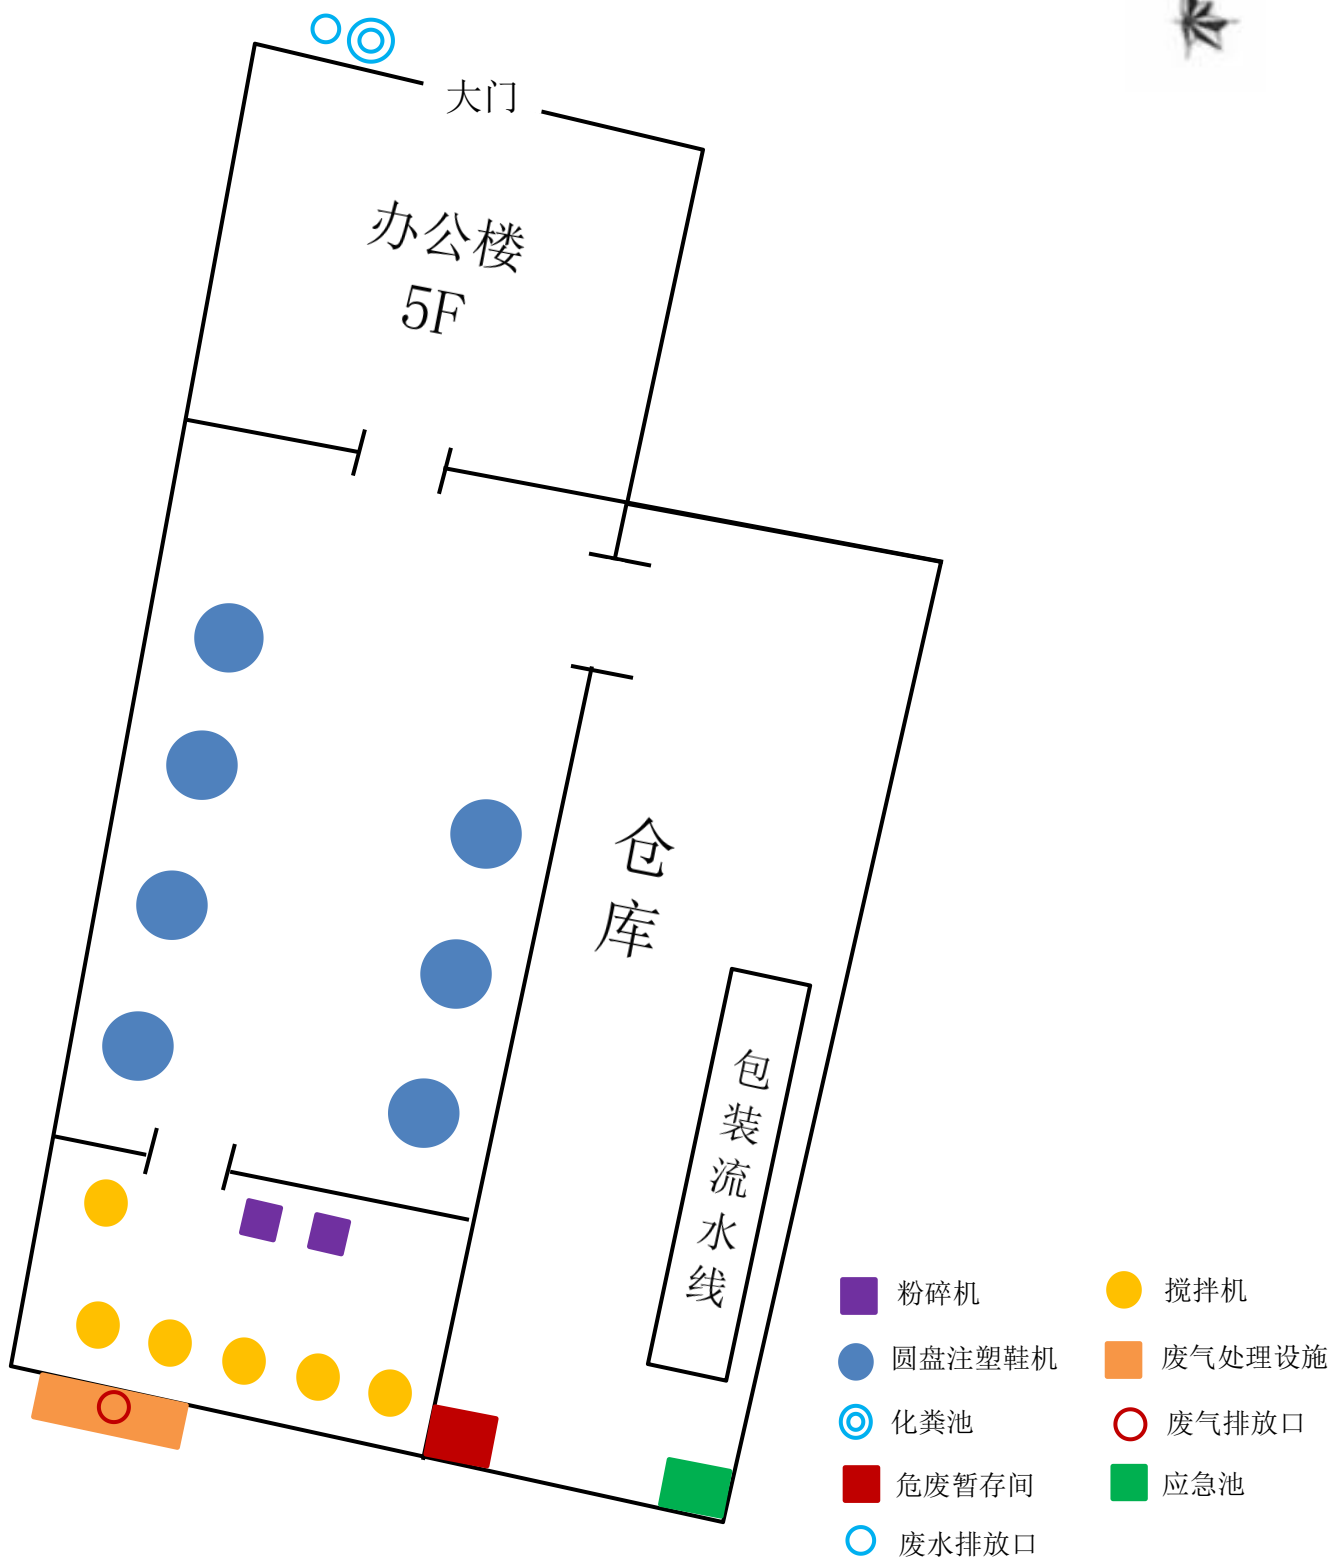 大门
办公楼
5F
仓
库
包
装
流
水
线
粉碎机
搅拌机
圆盘注塑鞋机
废气处理设施
化粪池
废气排放口
危废暂存间
应急池
废水排放口